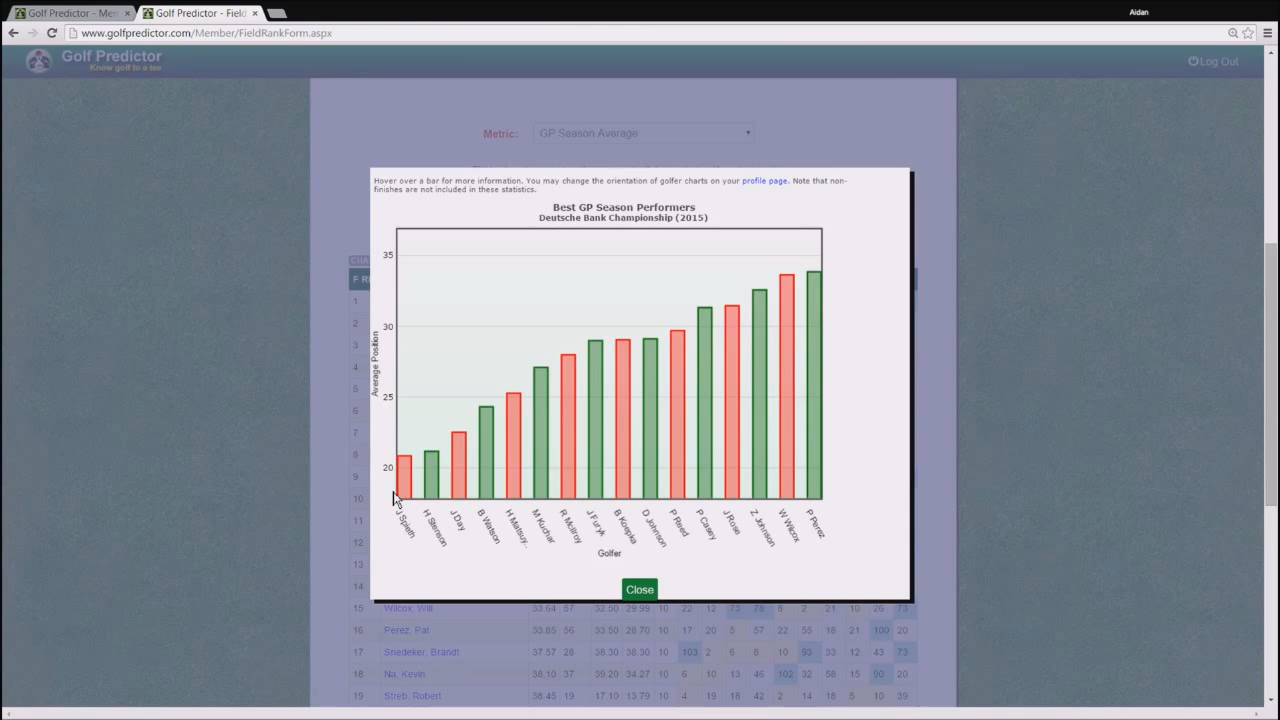 Golf Predictor - Mem × Golf Predictor - Field × Aidan
www.golfpredictor.com/Member/FieldRankForm.aspx
Golf Predictor
Know golf to a tee
Log Out
Metric: GP Season Average
Hover over a bar for more information. You may change the orientation of golfer charts on your profile page. Note that non-
finishes are not included in these statistics.
Best GP Season Performers
Deutsche Bank Championship (2015)
35
30
25
20
Average Position
J Spieth H Stenson J Day B Watson H Matsuy... M Kuchar R McIlroy J Furyk B Koepka D Johnson P Reed P Casey J Rose Z Johnson W Wilcox P Perez
Golfer
Close
CHA
F R
1
2
3
4
5
6
7
8
9
10
11
12
13
14
15 Wilcox, Will 33.64 57 32.50 29.99 10 22 12 73 78 8 2 21 10 26 73
16 Perez, Pat 33.85 56 33.50 28.70 10 17 20 5 57 22 55 18 21 100 20
17 Snedeker, Brandt 37.57 28 38.30 38.30 10 103 2 6 8 10 93 33 12 43 73
18 Na, Kevin 38.10 37 39.20 34.27 10 6 10 13 46 102 32 58 15 90 20
19 Streb, Robert 38.45 19 17.10 13.79 10 4 19 18 42 2 14 18 5 10 39